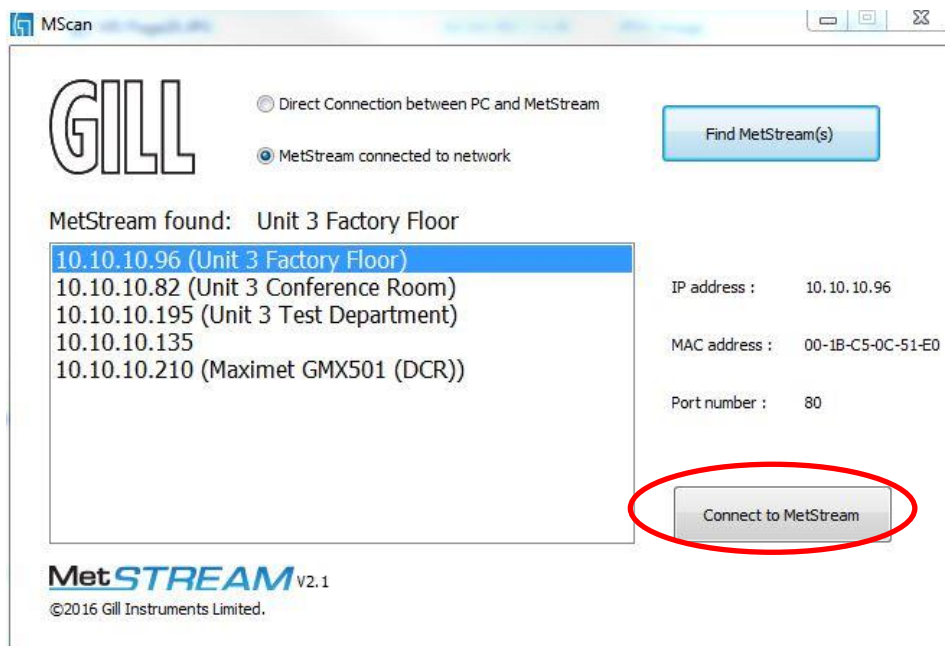 MScan
GILL
Direct Connection between PC and MetStream
MetStream connected to network
Find MetStream(s)
MetStream found: Unit 3 Factory Floor
10.10.10.96 (Unit 3 Factory Floor)
10.10.10.82 (Unit 3 Conference Room)
10.10.10.195 (Unit 3 Test Department)
10.10.10.135
10.10.10.210 (Maximet GMX501 (DCR))
IP address : 10.10.10.96
MAC address : 00-1B-C5-0C-51-E0
Port number : 80
Connect to MetStream
MetSTREAM V2.1
©2016 Gill Instruments Limited.